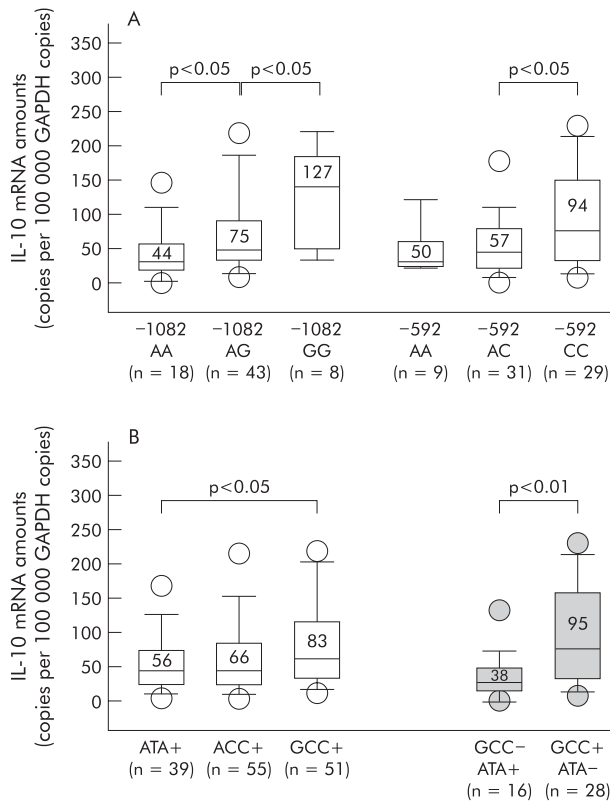 A
IL-10 mRNA amounts
(copies per 100 000 GAPDH copies)
350
300
250
200
150
100
50
0
p<0.05
p<0.05
p<0.05
44
75
127
50
57
94
−1082 −1082 −1082 −592 −592 −592
AA AG GG AA AC CC
(n = 18) (n = 43) (n = 8) (n = 9) (n = 31) (n = 29)
B
IL-10 mRNA amounts
(copies per 100 000 GAPDH copies)
350
300
250
200
150
100
50
0
p<0.05
p<0.01
56
66
83
38
95
ATA+ ACC+ GCC+ GCC− GCC+
(n = 39) (n = 55) (n = 51) ATA+ ATA−
(n = 16) (n = 28)